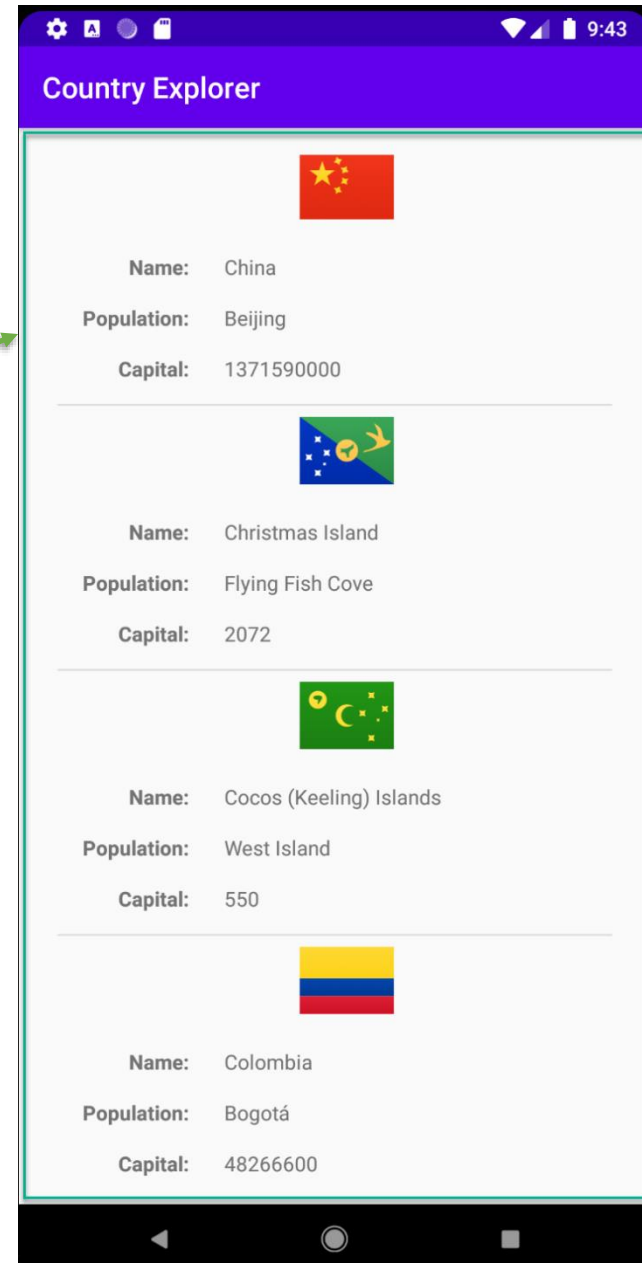 9:43
Country Explorer
Name: China
Population: Beijing
Capital: 1371590000
Name: Christmas Island
Population: Flying Fish Cove
Capital: 2072
Name: Cocos (Keeling) Islands
Population: West Island
Capital: 550
Name: Colombia
Population: Bogotá
Capital: 48266600